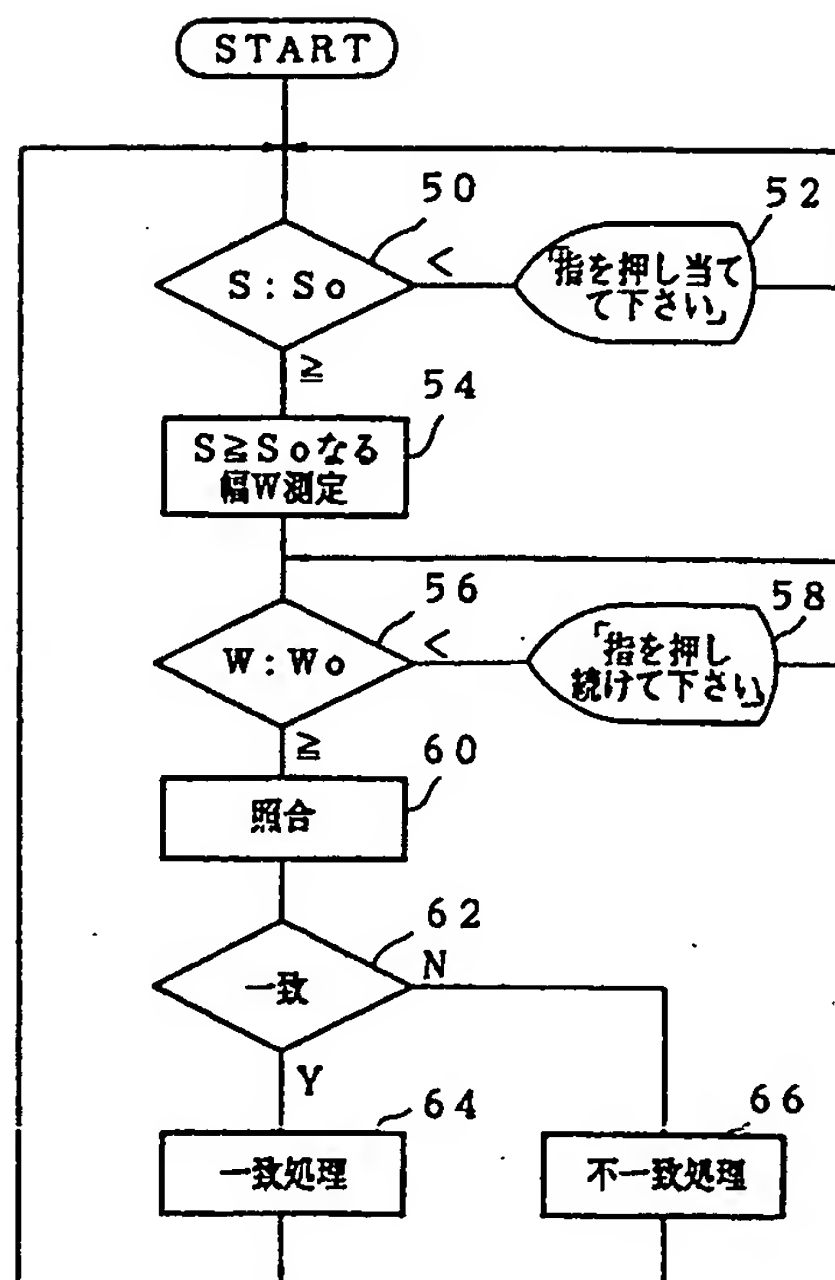 START
50
S:So
<
52
「指を押し当て
て下さい」
≧
54
S≧Soなる
幅W測定
56
W:Wo
<
58
「指を押し
続けて下さい」
≧
60
照合
62
一致
N
Y
64
一致処理
66
不一致処理